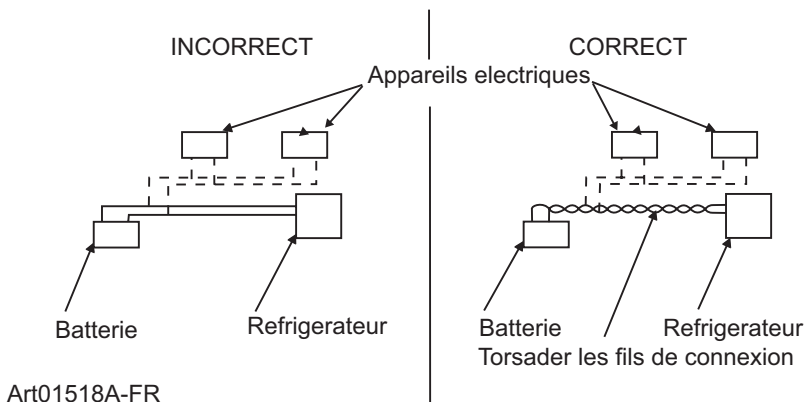 INCORRECT
CORRECT
Appareils electriques
Batterie
Refrigerateur
Batterie
Refrigerateur
Torsader les fils de connexion
Art01518A-FR